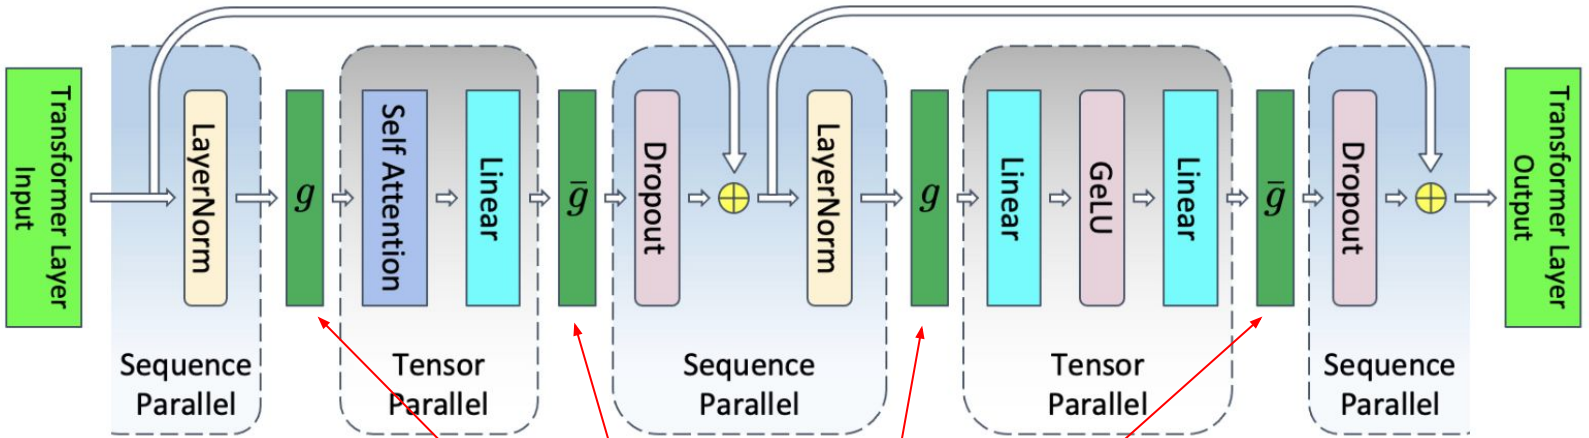 Transformer Layer
Input
LayerNorm
g
Self Attention
Linear
g̅
Dropout
LayerNorm
g
Linear
GeLU
Linear
g̅
Dropout
Transformer Layer
Output
Sequence
Parallel
Tensor
Parallel
Sequence
Parallel
Tensor
Parallel
Sequence
Parallel